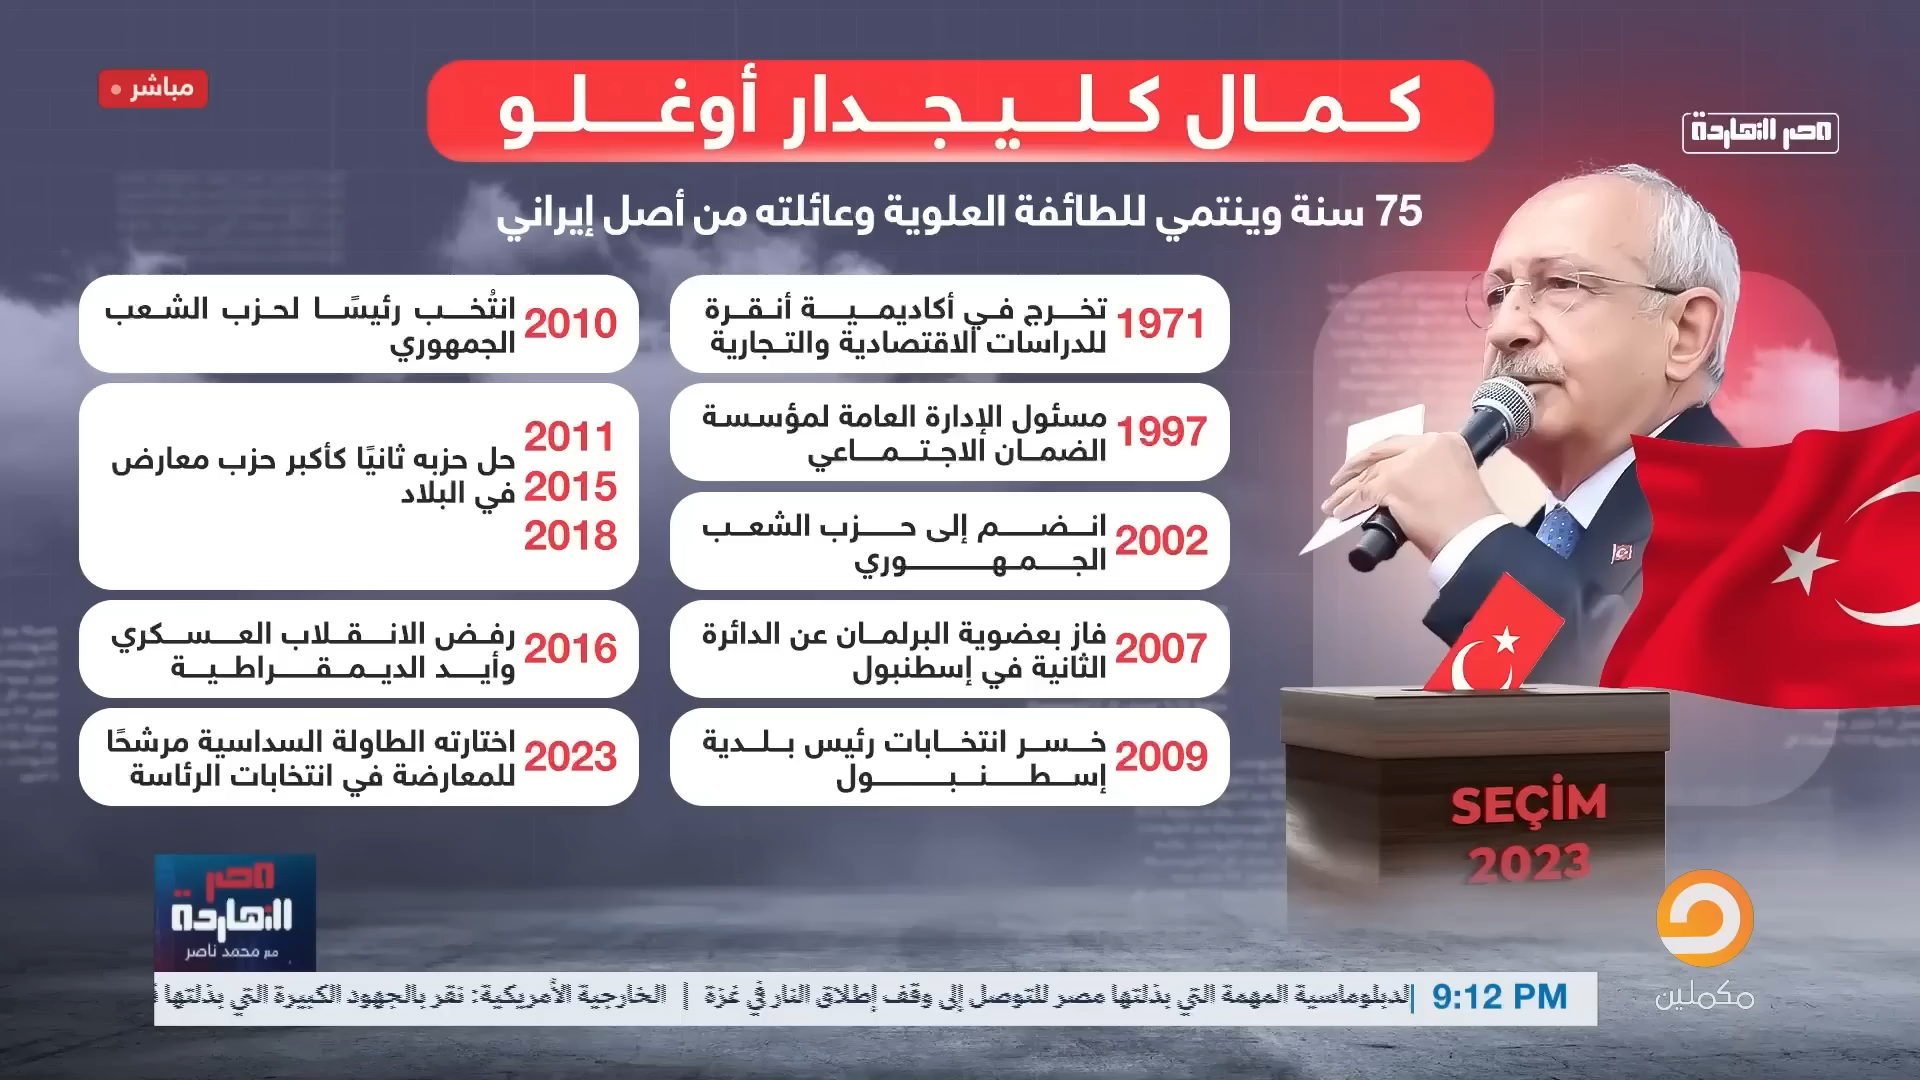 مباشر
كمال كليجدار أوغلو
مصر النهاردة
75 سنة وينتمي للطائفة العلوية وعائلته من أصل إيراني
1971
تخرج في أكاديمية أنقرة
للدراسات الاقتصادية والتجارية
1997
مسئول الإدارة العامة لمؤسسة
الضمان الاجتماعي
2002
انضم إلى حزب الشعب
الجمهوري
2007
فاز بعضوية البرلمان عن الدائرة
الثانية في إسطنبول
2009
خسر انتخابات رئيس بلدية
إسطنبول
2010
انتُخب رئيسًا لحزب الشعب
الجمهوري
2011
2015
2018
حل حزبه ثانيًا كأكبر حزب معارض
في البلاد
2016
رفض الانقلاب العسكري
وأيد الديمقراطية
2023
اختارته الطاولة السداسية مرشحًا
للمعارضة في انتخابات الرئاسة
SEÇİM
2023
مصر
النهاردة
مع محمد ناصر
9:12 PM
لدبلوماسية المهمة التي بذلتها مصر للتوصل إلى وقف إطلاق النار في غزة | الخارجية الأمريكية: نقر بالجهود الكبيرة التي بذلتها
مكملين